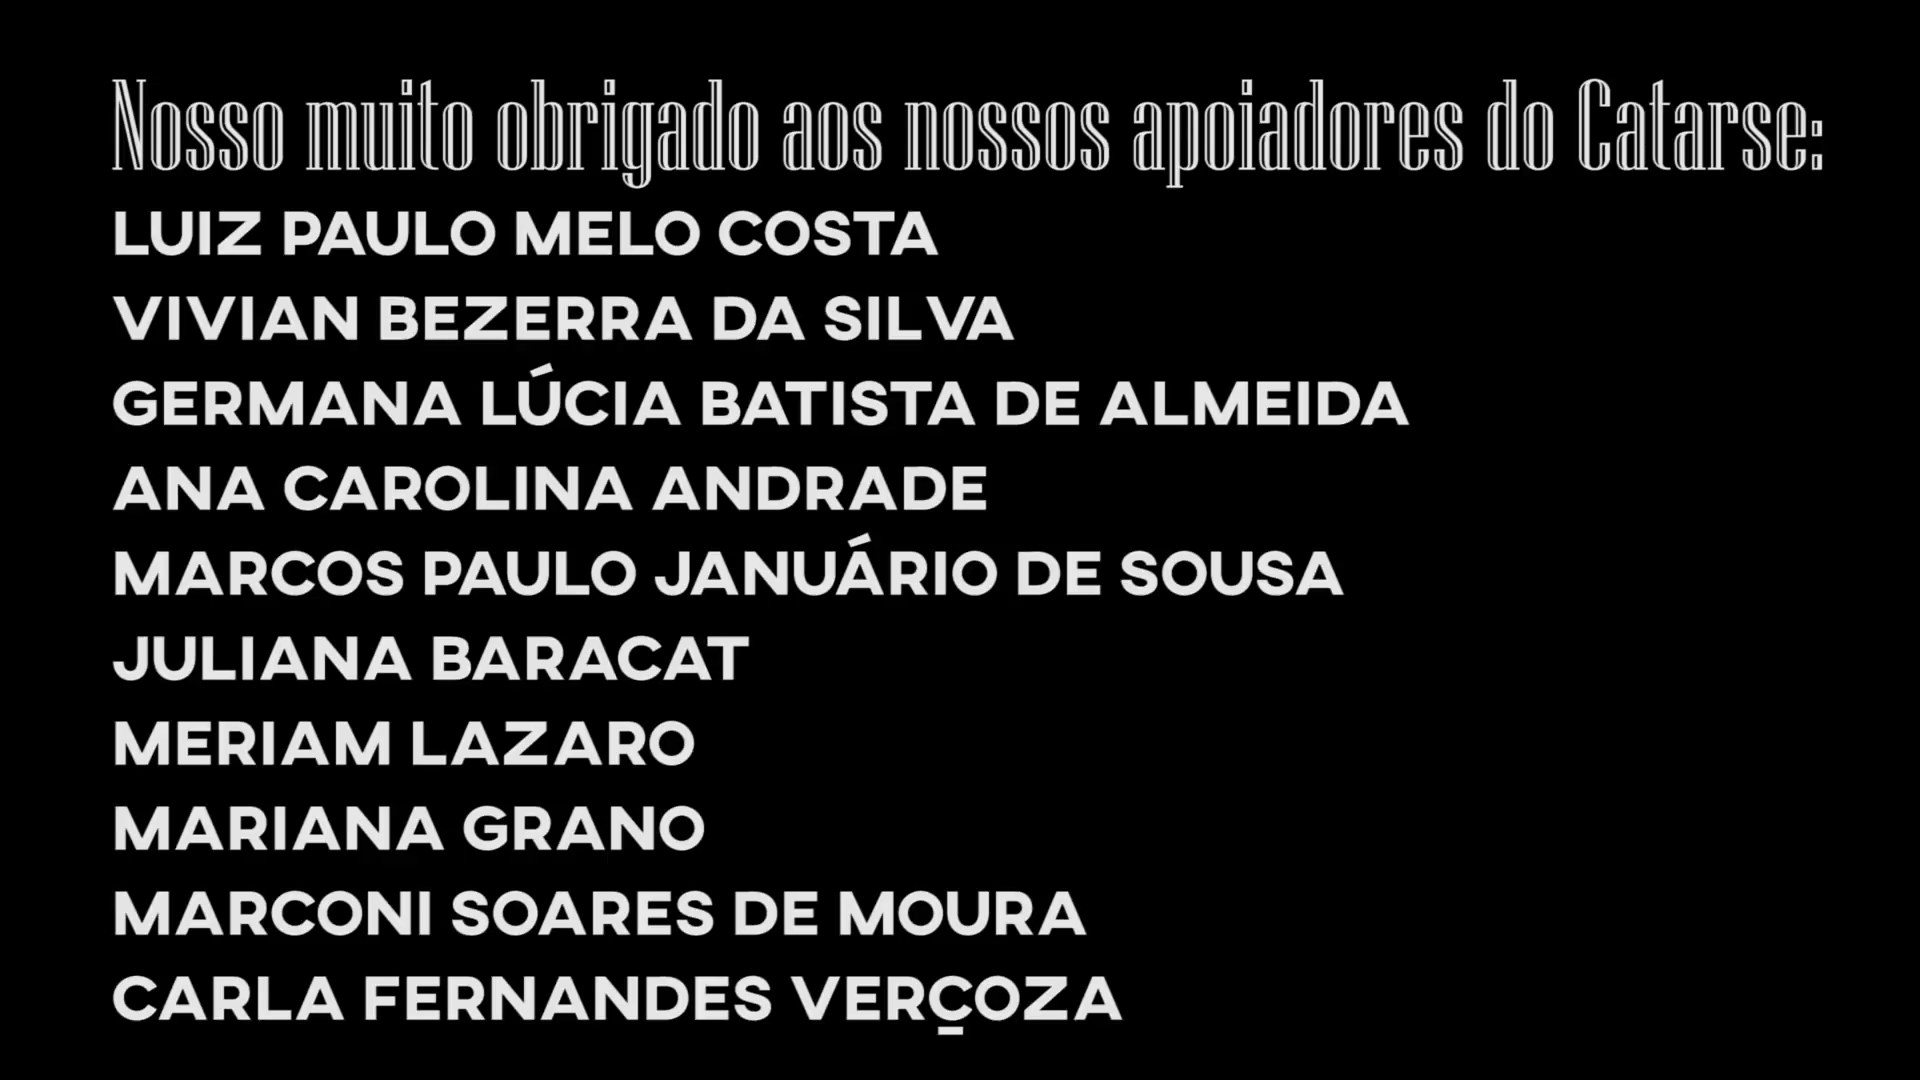 Nosso muito obrigado aos nossos apoiadores do Catarse:
LUIZ PAULO MELO COSTA
VIVIAN BEZERRA DA SILVA
GERMANA LÚCIA BATISTA DE ALMEIDA
ANA CAROLINA ANDRADE
MARCOS PAULO JANUÁRIO DE SOUSA
JULIANA BARACAT
MERIAM LAZARO
MARIANA GRANO
MARCONI SOARES DE MOURA
CARLA FERNANDES VERÇOZA